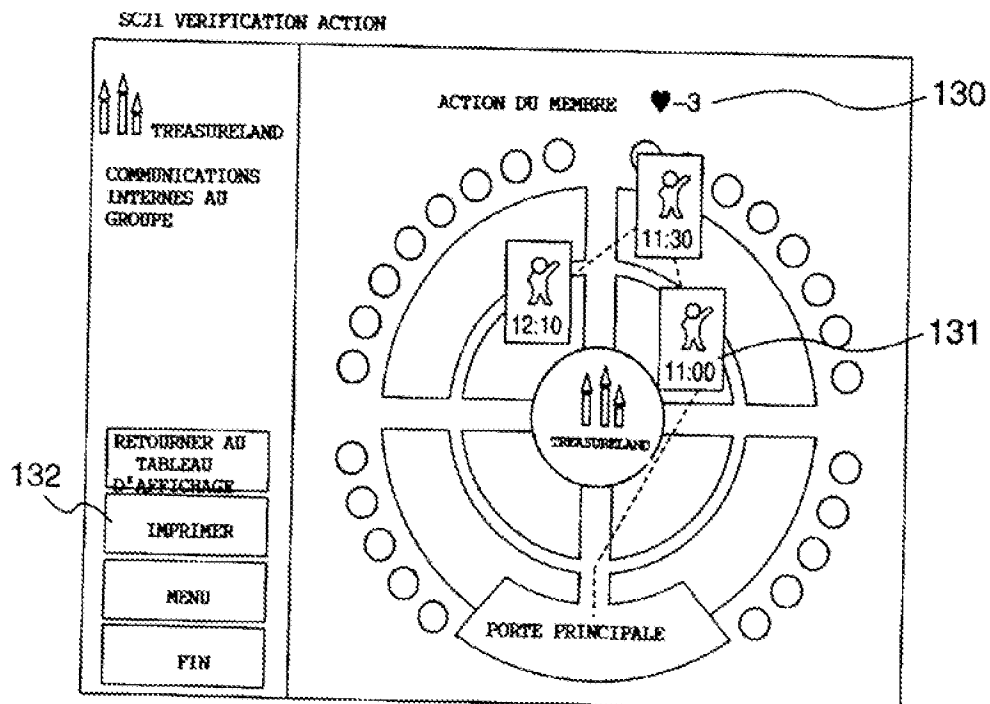 SC21 VERIFICATION ACTION
TREASURELAND
COMMUNICATIONS
INTERNES AU
GROUPE
ACTION DU MEMBRE ♥-3
130
11:30
12:10
11:00
131
TREASURELAND
RETOURNER AU
TABLEAU
D'AFFICHAGE
132
IMPRIMER
MENU
FIN
PORTE PRINCIPALE